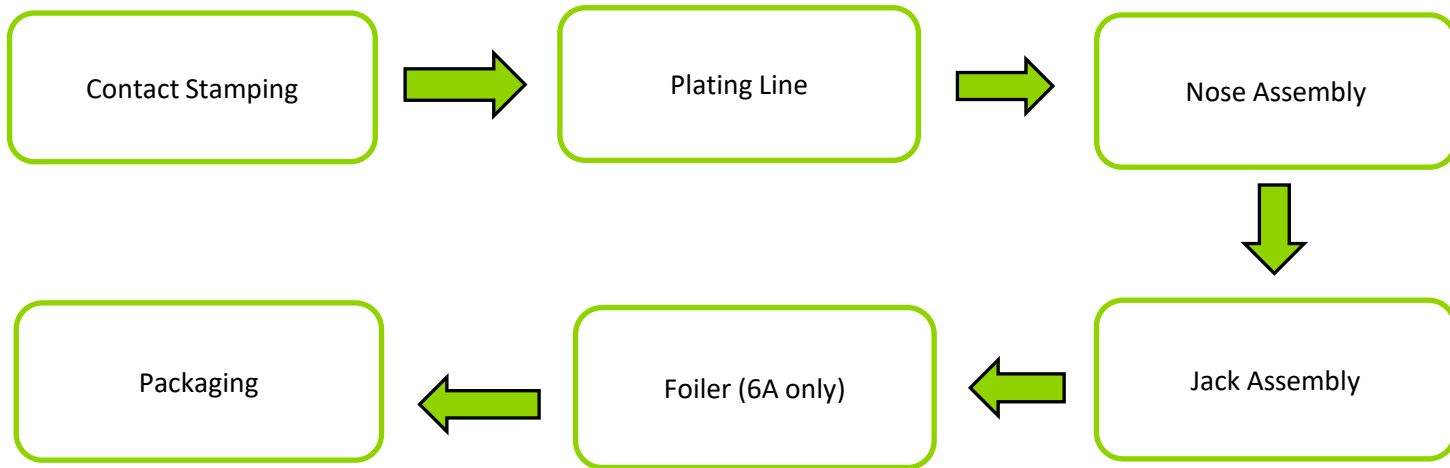 Contact Stamping
Plating Line
Nose Assembly
Jack Assembly
Foiler (6A only)
Packaging